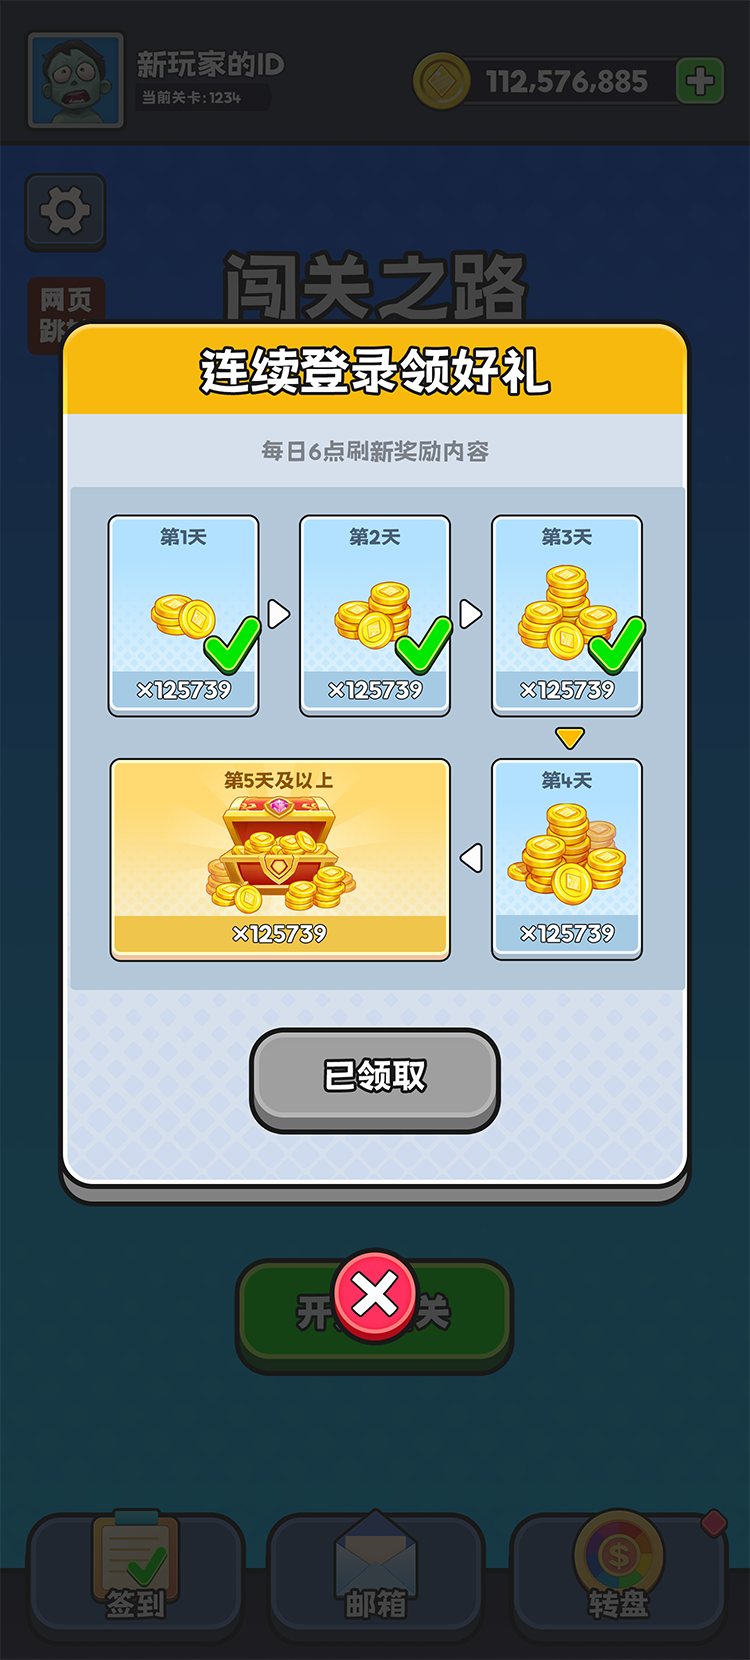 新玩家的ID
当前关卡:1234
112,576,885
网页
闯关之路
连续登录领好礼
每日6点刷新奖励内容
第1天
第2天
第3天
×125739
×125739
×125739
第5天及以上
第4天
×125739
×125739
已领取
开
关
签到
邮箱
转盘